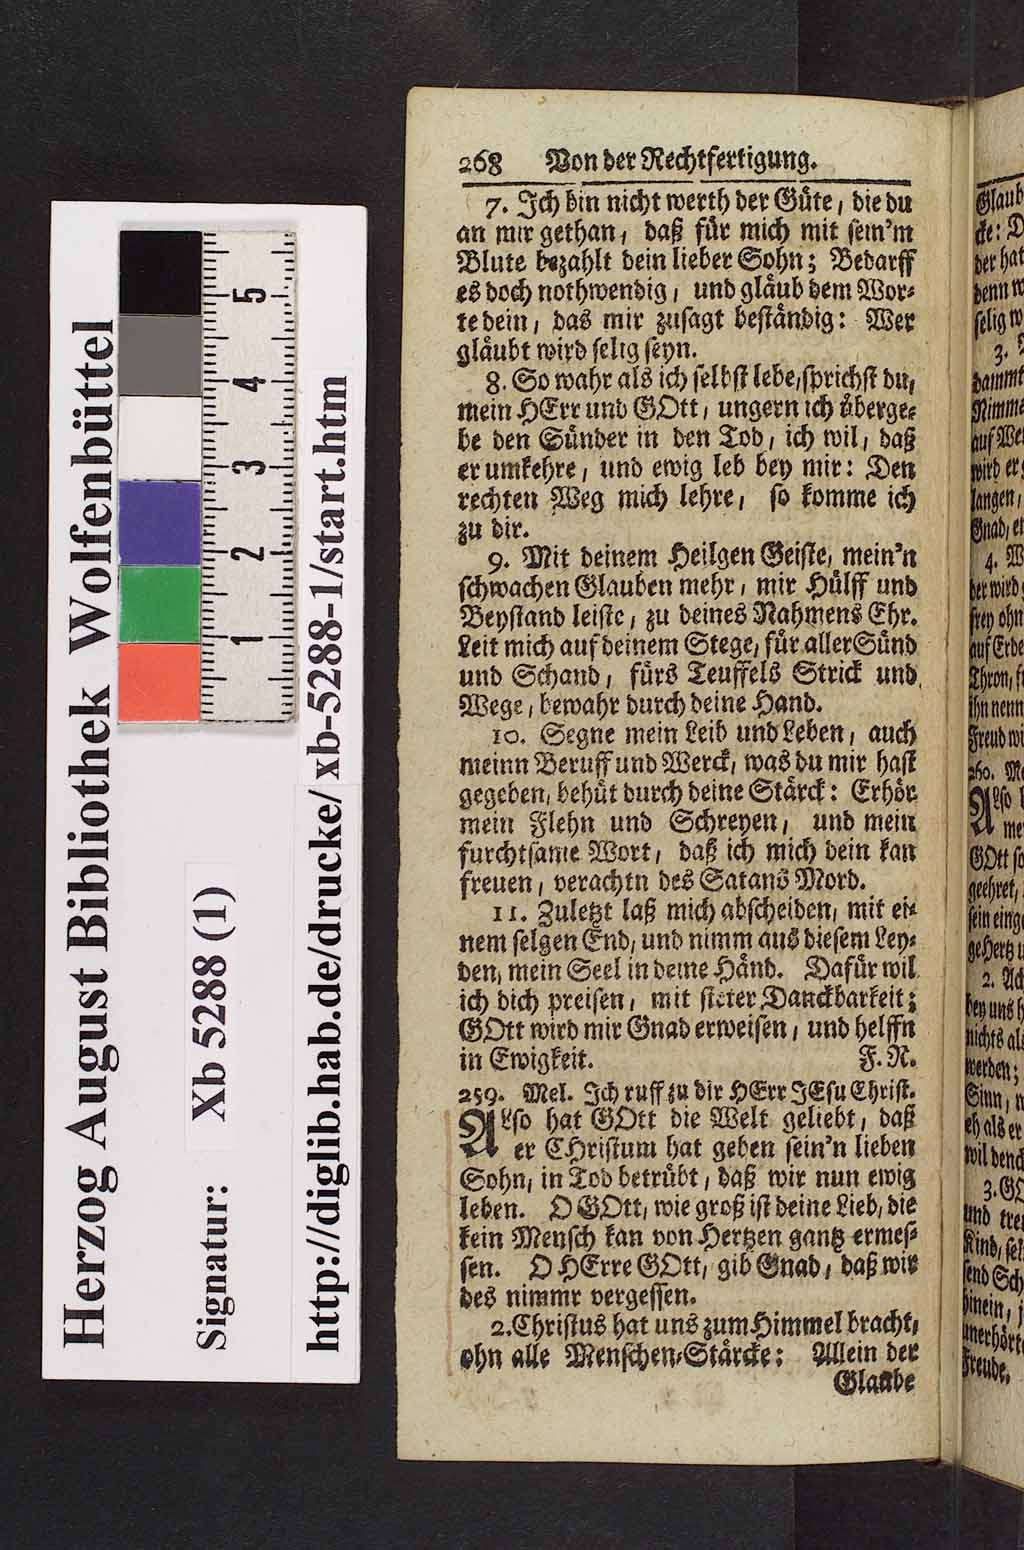 268 Von der Rechtfertigung.
7. Ich bin nicht werth der Güte, die du
an mir gethan, daß für mich mit sein'm
Blute bezahlt dein lieber Sohn; Bedarff
es doch nothwendig, und gläub dem Wor-
te dein, das mir zusagt beständig: Wer
gläubt wird selig seyn.
8. So wahr als ich selbst lebe, sprichst du,
mein HErr und GOtt, ungern ich überge-
be den Sünder in den Tod, ich wil, daß
er umkehre, und ewig leb bey mir: Den
rechten Weg mich lehre, so komme ich
zu dir.
9. Mit deinem Heilgen Geiste, mein'n
schwachen Glauben mehr, mir Hülff und
Beystand leiste, zu deines Nahmens Ehr.
Leit mich auf deinem Stege, für aller Sünd
und Schand, fürs Teuffels Strick und
Wege, bewahr durch deine Hand.
10. Segne mein Leib und Leben, auch
meinn Beruff und Werck, was du mir hast
gegeben, behüt durch deine Stärck: Erhör
mein Flehn und Schreyen, und mein
furchtsame Wort, daß ich mich dein kan
freuen, verachtn des Satans Mord.
11. Zuletzt laß mich abscheiden, mit ei-
nem selgen End, und nimm aus diesem Ley-
den, mein Seel in deine Händ. Dafür wil
ich dich preisen, mit steter Danckbarkeit;
GOtt wird mir Gnad erweisen, und helffn
in Ewigkeit. F. N.
259. Mel. Ich ruff zu dir HErr JEsu Christ.
Also hat GOtt die Welt geliebt, daß
er CHristum hat geben sein'n lieben
Sohn, in Tod betrübt, daß wir nun ewig
leben. O GOtt, wie groß ist deine Lieb, die
kein Mensch kan von Hertzen gantz ermes-
sen. O HErre GOtt, gib Gnad, daß wir
des nimmr vergessen.
2. Christus hat uns zum Himmel bracht,
ohn alle Menschen-Stärcke: Allein der
Glaube
Herzog August Bibliothek Wolfenbüttel
Signatur: Xb 5288 (1)
http://diglib.hab.de/drucke/xb-5288-1/start.htm
5
4
3
2
1